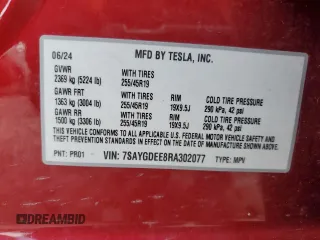 06/24 MFD BY TESLA, INC.
GVWR
2369 kg (5224 lb) WITH TIRES 255/45R19
GAWR FRT WITH TIRES RIM COLD TIRE PRESSURE
1363 kg (3004 lb) 255/45R19 19X9.5J 290 kPa, 42 psi
GAWR RR WITH TIRES RIM COLD TIRE PRESSURE
1500 kg (3306 lb) 255/45R19 19X9.5J 290 kPa, 42 psi
THIS VEHICLE CONFORMS TO ALL APPLICABLE U.S. FEDERAL MOTOR VEHICLE
SAFETY AND THEFT PREVENTION STANDARDS IN EFFECT ON THE DATE OF
MANUFACTURE SHOWN ABOVE.
PNT: PR01 VIN: 7SAYGDEE8RA302077 TYPE: MPV
DREAMBID